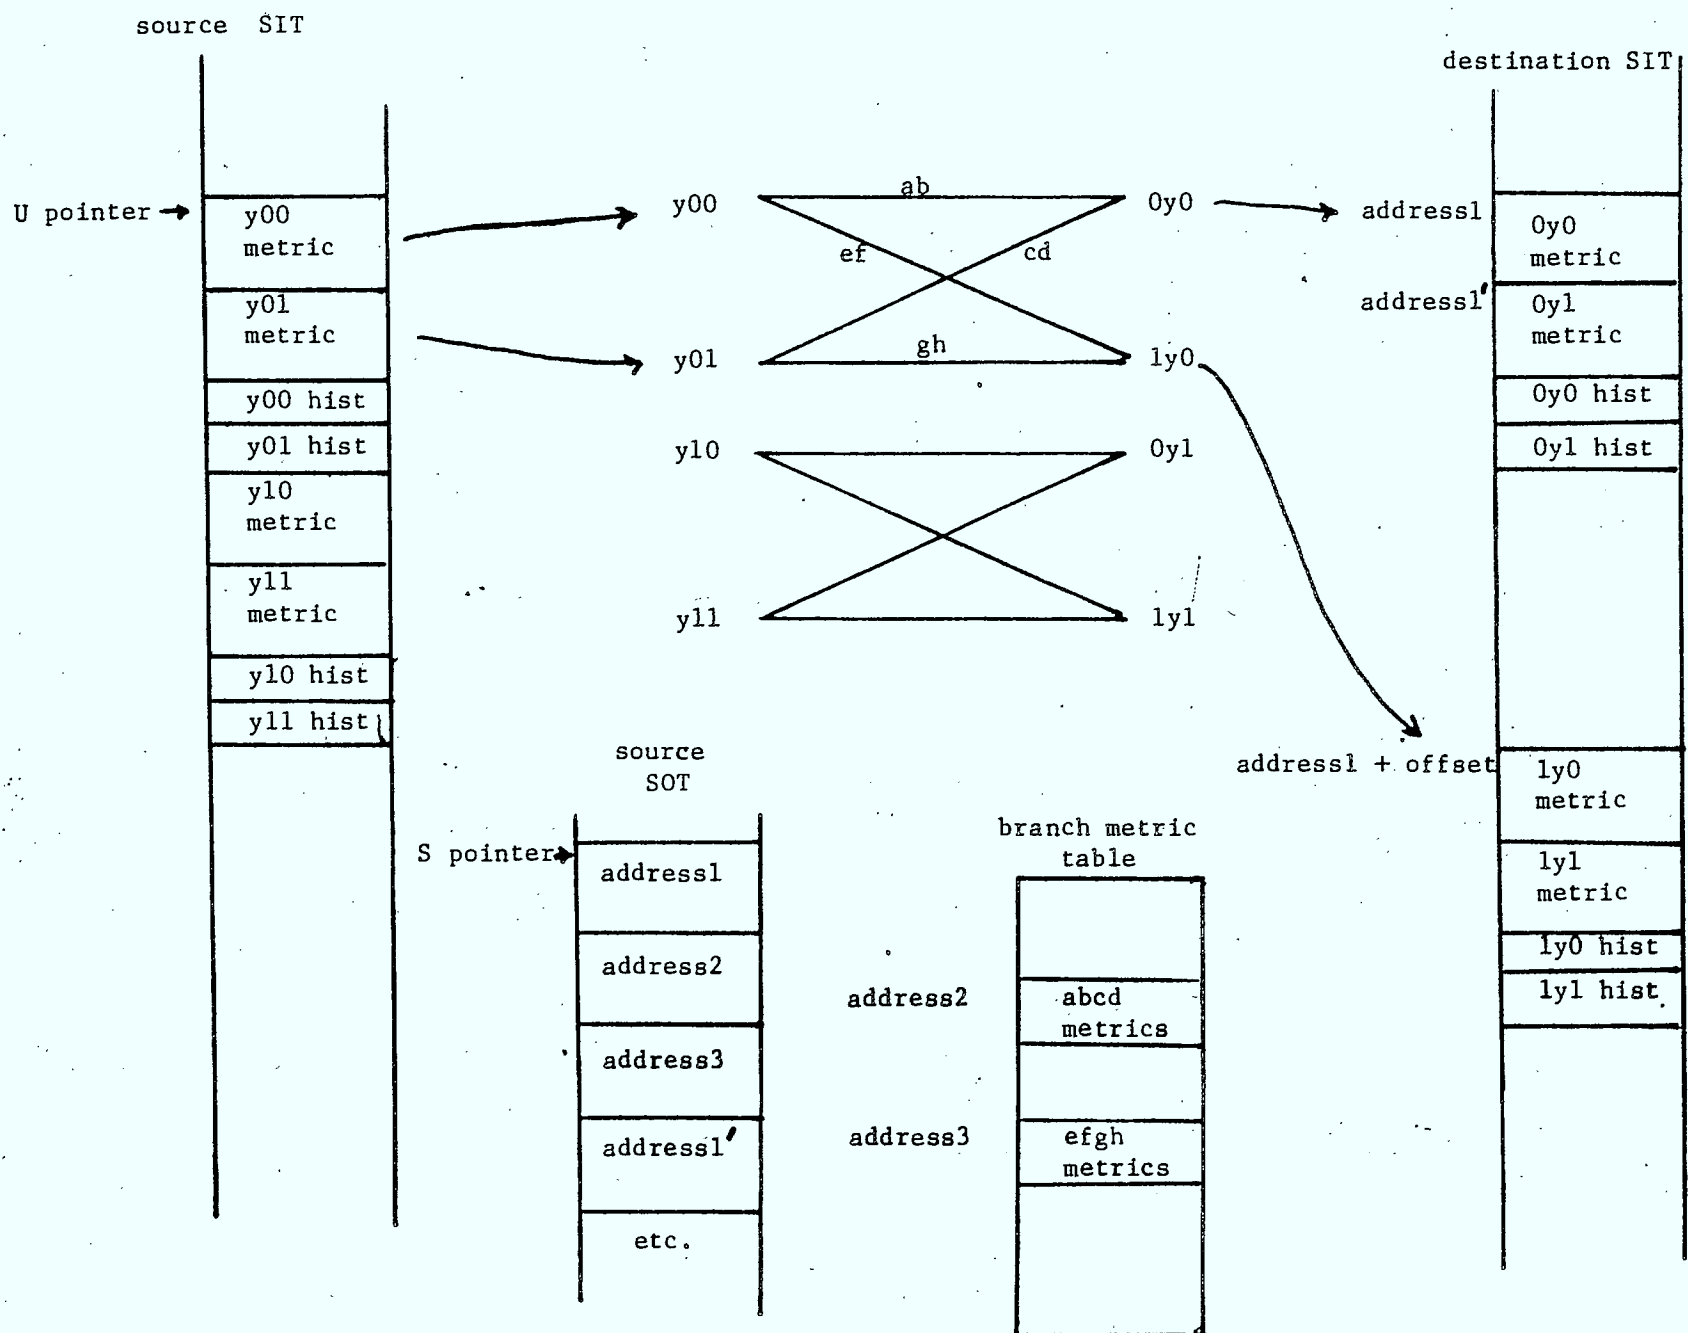 source SIT
destination SIT
U pointer
y00
metric
y01
metric
y00 hist
y01 hist
y10
metric
y11
metric
y10 hist
y11 hist
y00
ab
0y0
ef
cd
y01
gh
1y0
y10
0y1
y11
1y1
address1
0y0
metric
address1'
0y1
metric
0y0 hist
0y1 hist
address1 + offset
1y0
metric
1y1
metric
1y0 hist
1y1 hist
source
SOT
S pointer
address1
address2
address3
address1'
etc.
branch metric
table
address2
abcd
metrics
address3
efgh
metrics